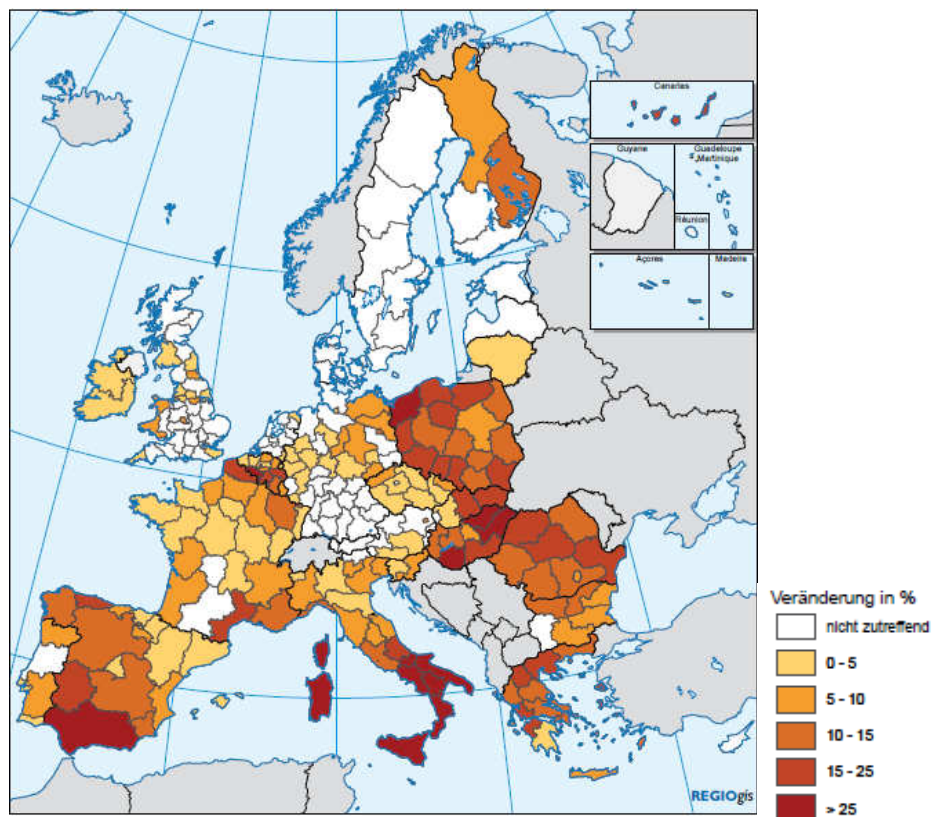 Canarias
Guyane
Guadeloupe
Martinique
Réunion
Açores
Madeira
REGIOgis
Veränderung in %
nicht zutreffend
0 - 5
5 - 10
10 - 15
15 - 25
> 25